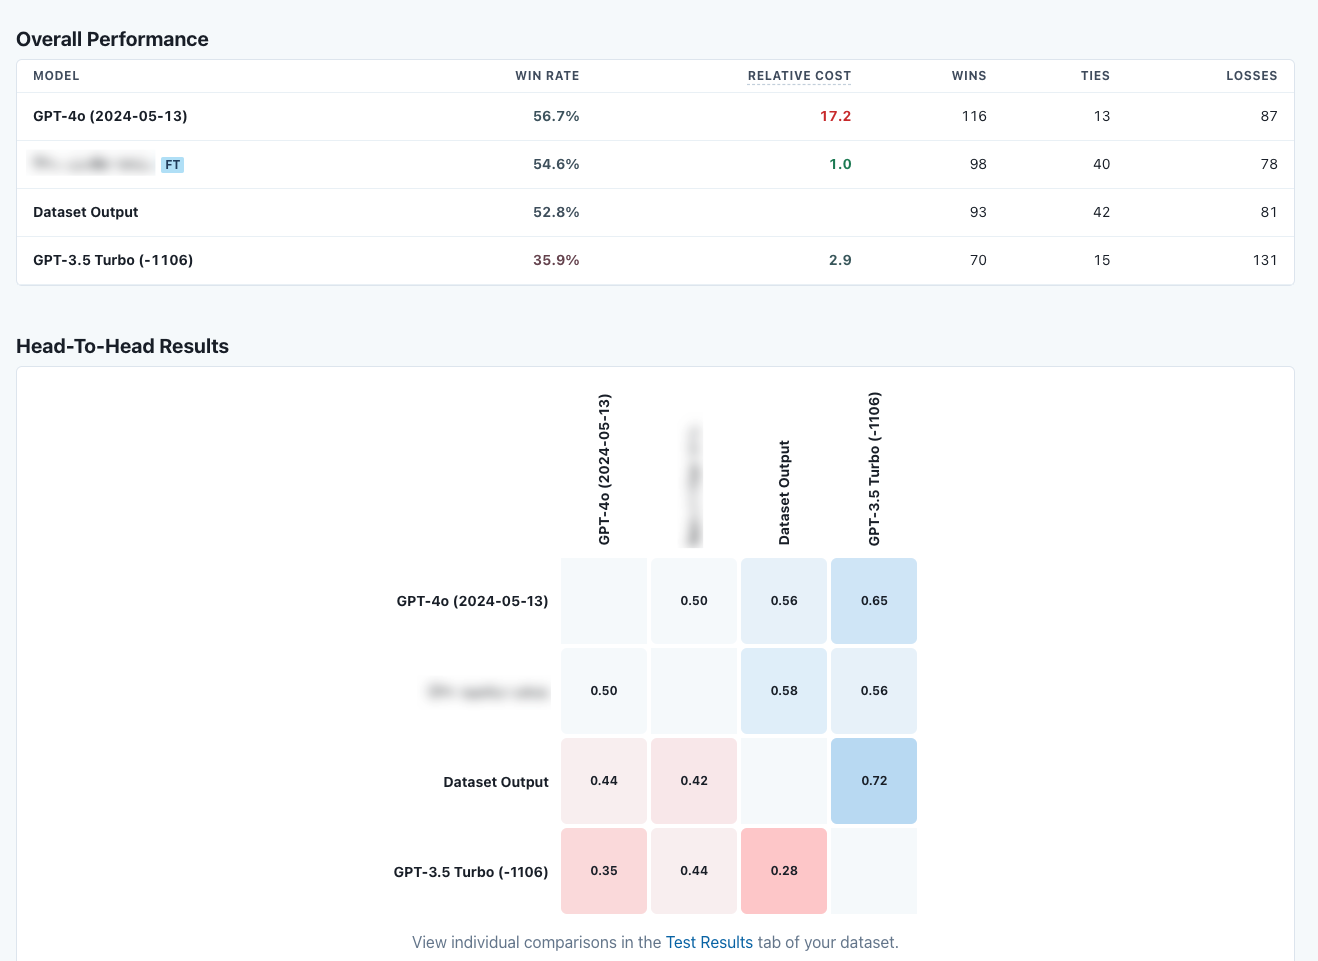 Overall Performance
MODEL WIN RATE RELATIVE COST WINS TIES LOSSES
GPT-4o (2024-05-13) 56.7% 17.2 116 13 87
FT 54.6% 1.0 98 40 78
Dataset Output 52.8% 93 42 81
GPT-3.5 Turbo (-1106) 35.9% 2.9 70 15 131
Head-To-Head Results
GPT-4o (2024-05-13)
Dataset Output
GPT-3.5 Turbo (-1106)
GPT-4o (2024-05-13) 0.50 0.56 0.65
0.50 0.58 0.56
Dataset Output 0.44 0.42 0.72
GPT-3.5 Turbo (-1106) 0.35 0.44 0.28
View individual comparisons in the Test Results tab of your dataset.